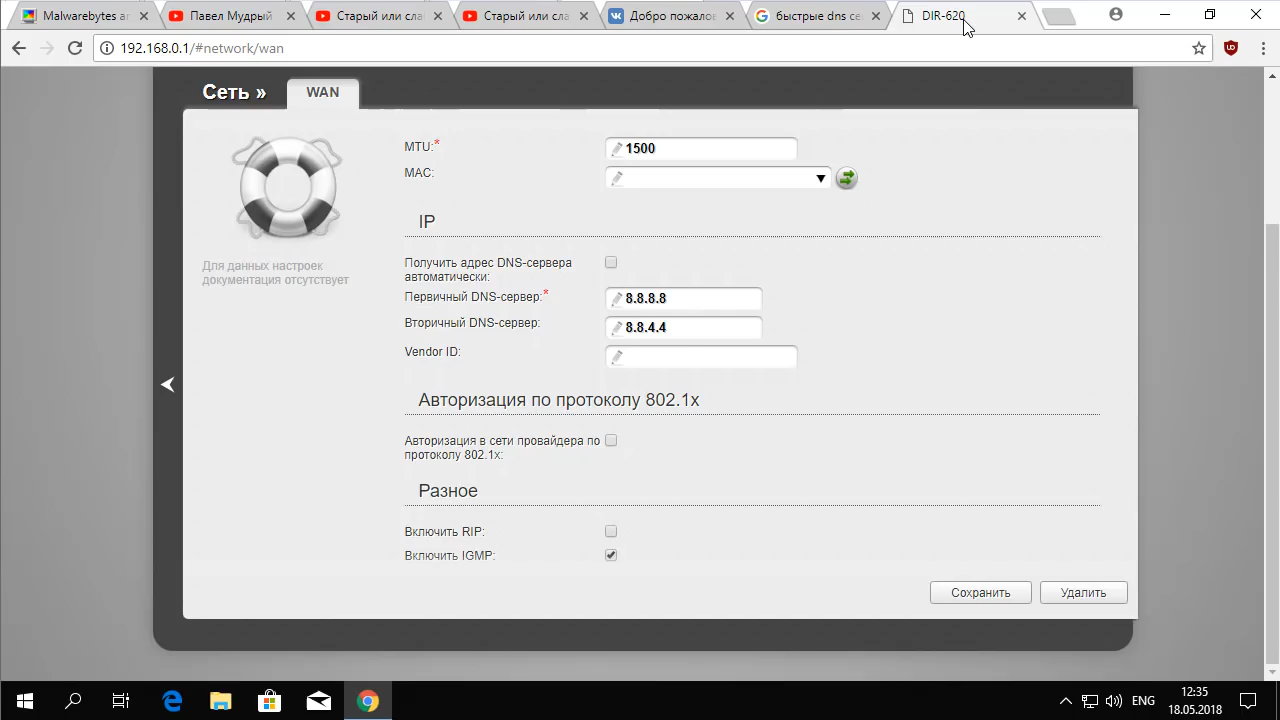 Malwarebytes an
Павел Мудрый
Старый или сла
Старый или сла
Добро пожало
быстрые dns се
DIR-620
192.168.0.1/#network/wan
Сеть »
WAN
MTU:*
1500
MAC:
IP
Для данных настроек
документация отсутствует
Получить адрес DNS-сервера
автоматически:
Первичный DNS-сервер:*
8.8.8.8
Вторичный DNS-сервер:
8.8.4.4
Vendor ID:
Авторизация по протоколу 802.1x
Авторизация в сети провайдера по
протоколу 802.1x:
Разное
Включить RIP:
Включить IGMP:
Сохранить
Удалить
ENG
12:35
18.05.2018